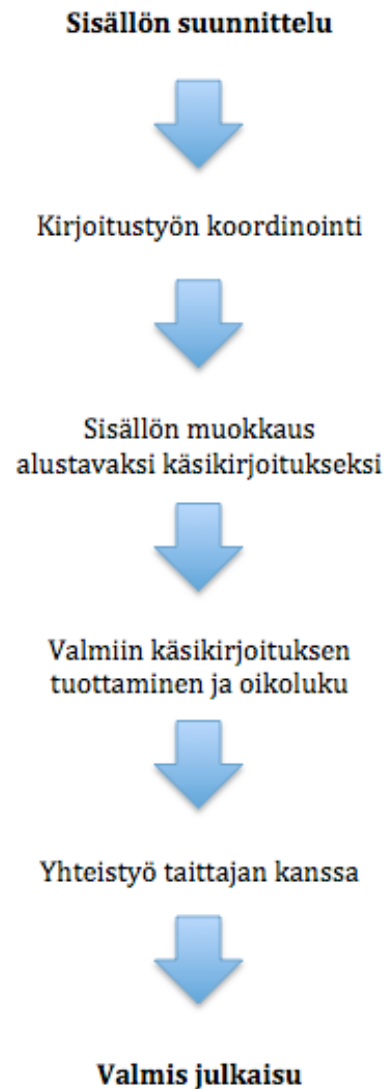 Sisällön suunnittelu
Kirjoitustyön koordinointi
Sisällön muokkaus
alustavaksi käsikirjoitukseksi
Valmiin käsikirjoituksen
tuottaminen ja oikoluku
Yhteistyö taittajan kanssa
Valmis julkaisu